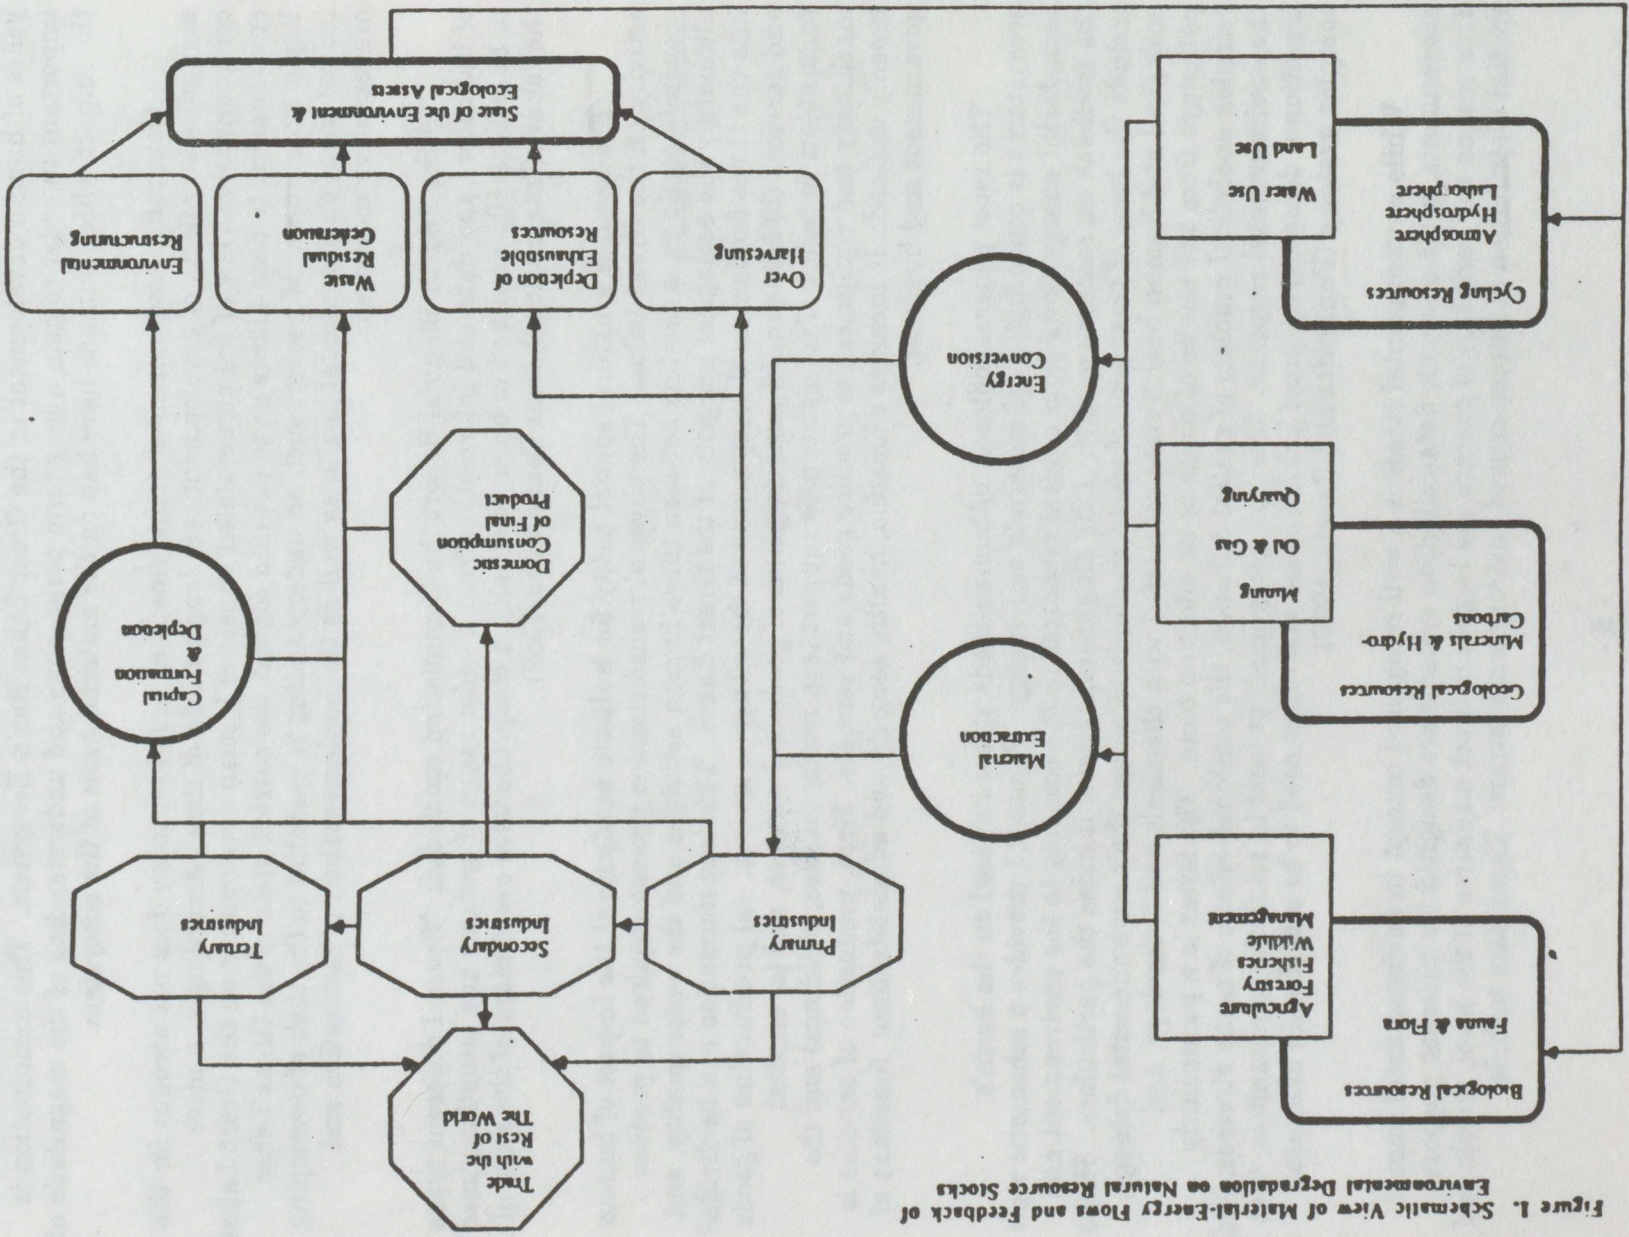 Figure 1. Schematic View of Material-Energy Flows and Feedback of
Environmental Degradation on Natural Resource Stocks
Biological Resources
Fauna & Flora
Agriculture
Forestry
Fisheries
Wildlife
Management
Geological Resources
Minerals & Hydro-
Carbons
Mining
Oil & Gas
Quarying
Cycling Resources
Atmosphere
Hydrosphere
Lithosphere
Water Use
Land Use
Material
Extraction
Energy
Conversion
Trade
with the
Rest of
The World
Primary
Industries
Secondary
Industries
Tertiary
Industries
Domestic
Consumption
of Final
Product
Capital
Formation
&
Depletion
Over
Harvesting
Depletion of
Exhaustible
Resources
Waste
Residual
Generation
Environmental
Restructuring
State of the Environment &
Ecological Assets